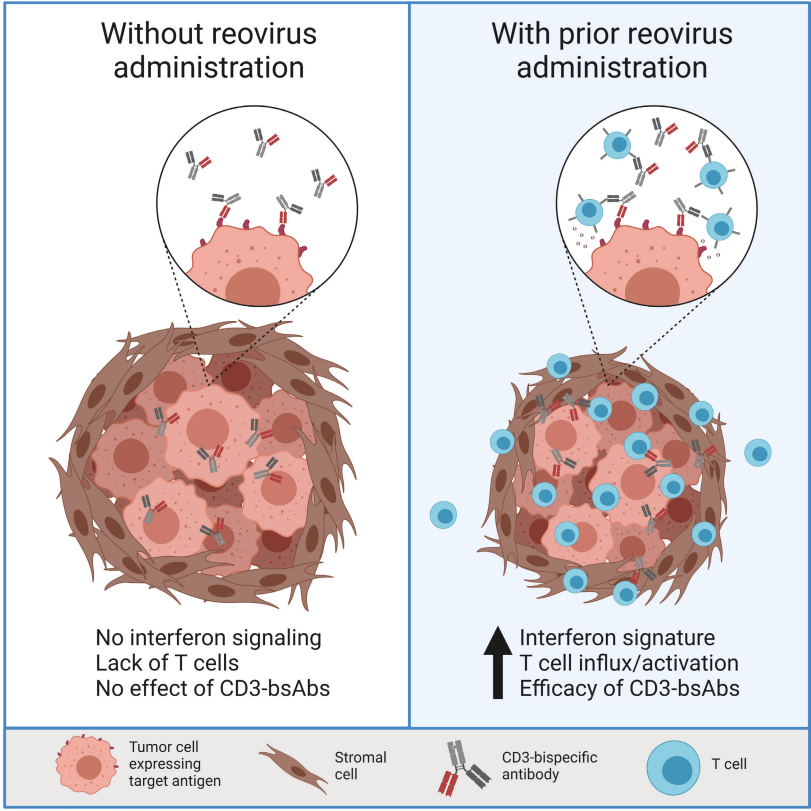 Without reovirus
administration
With prior reovirus
administration
No interferon signaling
Lack of T cells
No effect of CD3-bsAbs
Interferon signature
T cell influx/activation
Efficacy of CD3-bsAbs
Tumor cell
expressing
target antigen
Stromal
cell
CD3-bispecific
antibody
T cell